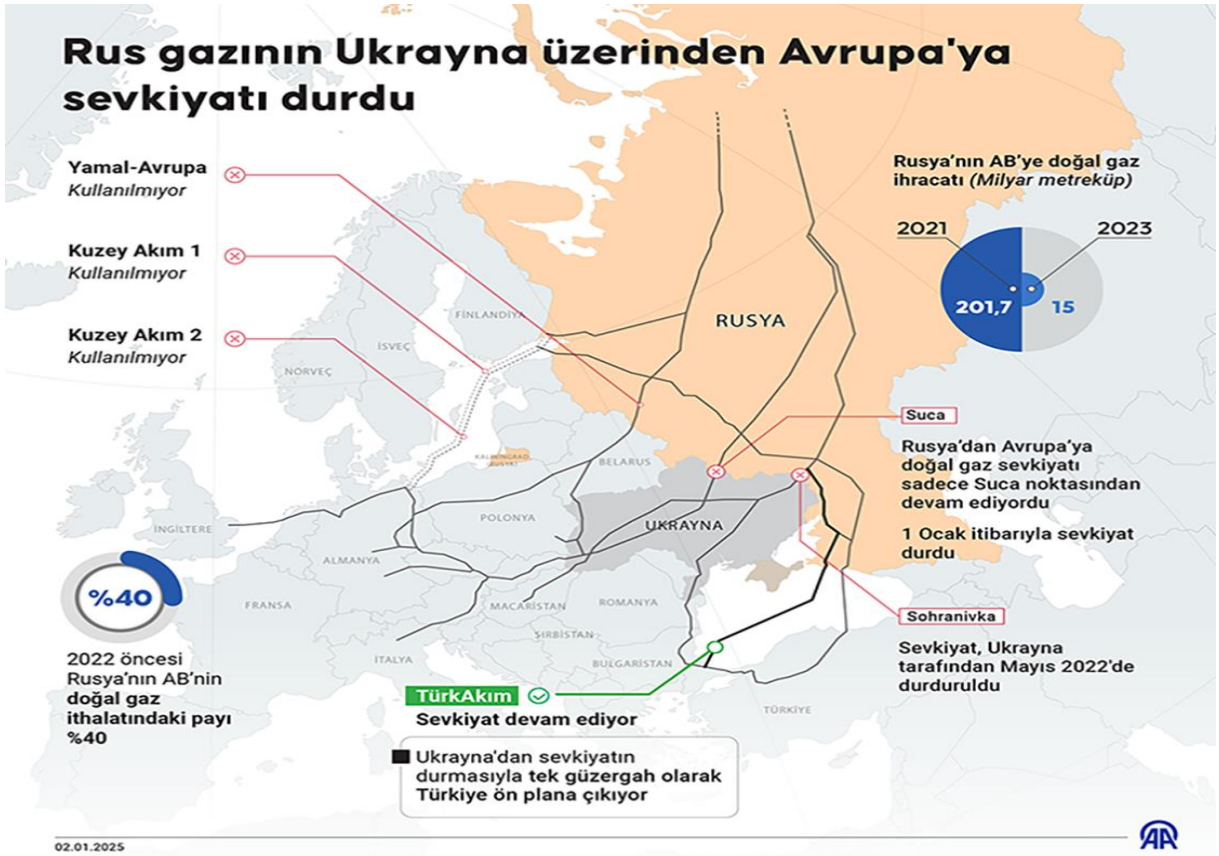 Rus gazının Ukrayna üzerinden Avrupa'ya
sevkiyatı durdu
Yamal-Avrupa
Kullanılmıyor
Kuzey Akım 1
Kullanılmıyor
Kuzey Akım 2
Kullanılmıyor
Rusya'nın AB'ye doğal gaz
ihracatı (Milyar metreküp)
2021
2023
201,7
15
FİNLANDİYA
İSVEÇ
NORVEÇ
RUSYA
KALİNİNGRAD
(RUSYA)
BELARUS
İNGİLTERE
POLONYA
UKRAYNA
ALMANYA
FRANSA
MACARİSTAN
ROMANYA
SIRBİSTAN
İTALYA
BULGARİSTAN
TÜRKİYE
Suca
Rusya'dan Avrupa'ya
doğal gaz sevkiyatı
sadece Suca noktasından
devam ediyordu
1 Ocak itibarıyla sevkiyat
durdu
Sohranivka
Sevkiyat, Ukrayna
tarafından Mayıs 2022'de
durduruldu
%40
2022 öncesi
Rusya'nın AB'nin
doğal gaz
ithalatındaki payı
%40
TürkAkım
Sevkiyat devam ediyor
Ukrayna'dan sevkiyatın
durmasıyla tek güzergah olarak
Türkiye ön plana çıkıyor
02.01.2025
AA